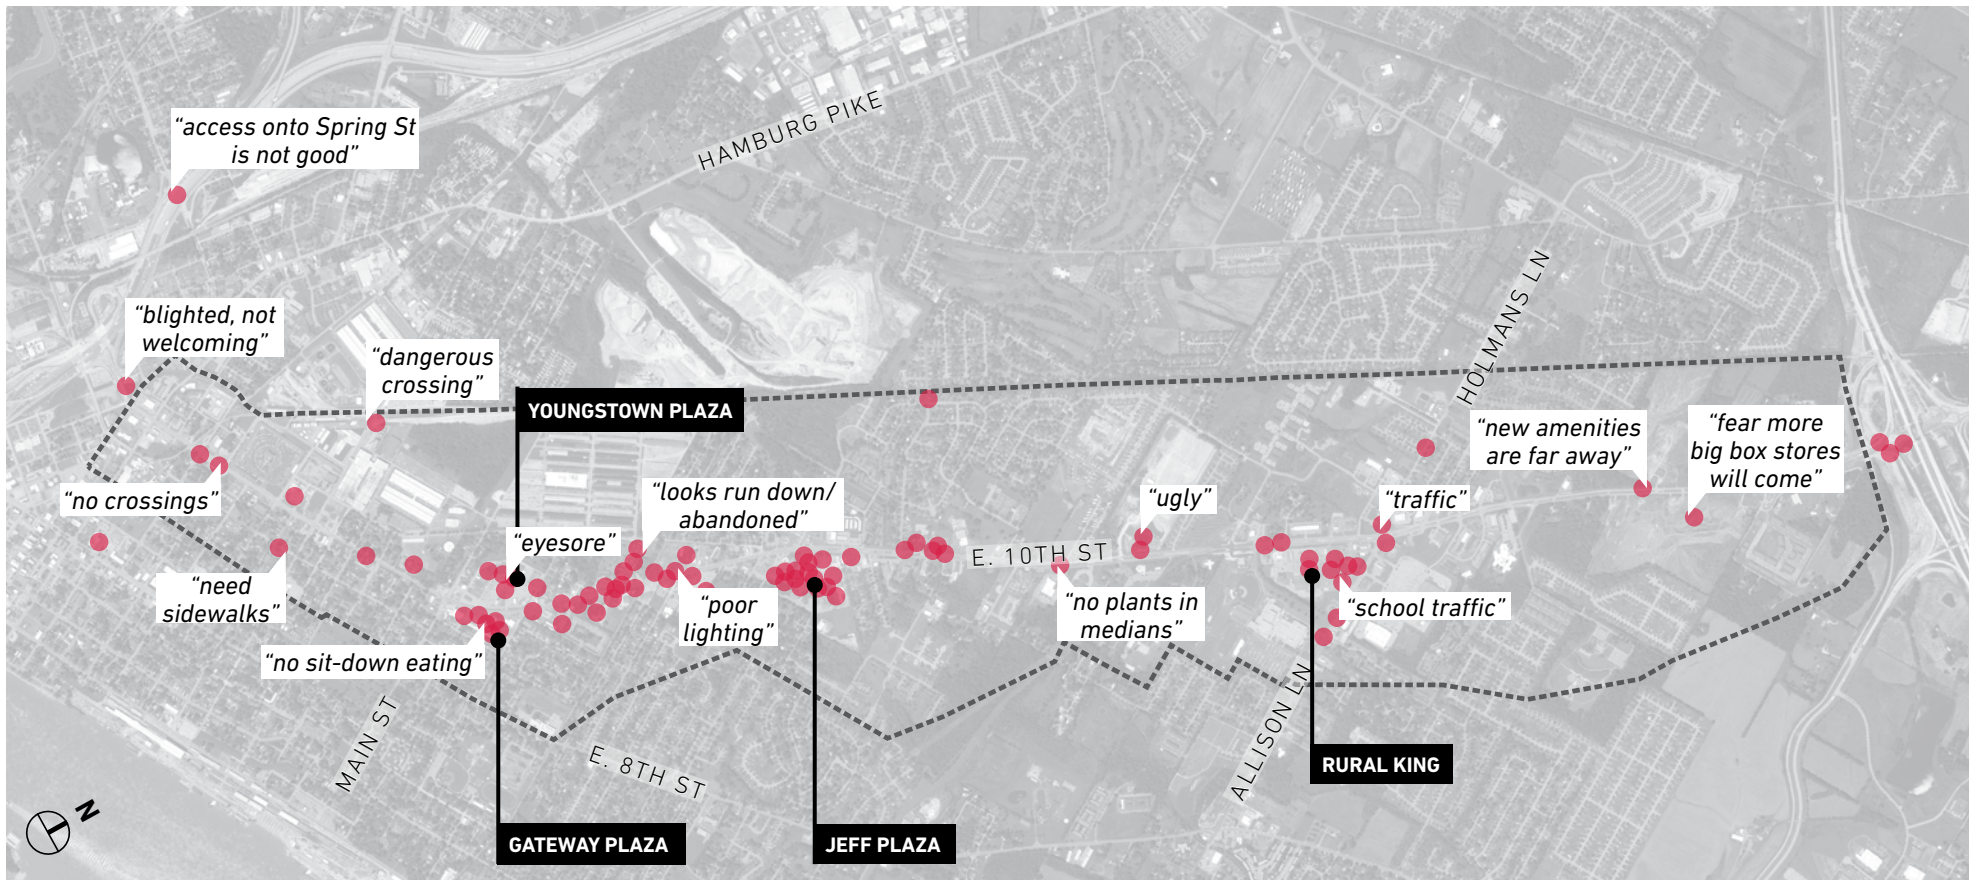 HAMBURG PIKE
“access onto Spring St
is not good”
HOLMANS LN
“blighted, not
welcoming”
“dangerous
crossing”
YOUNGSTOWN PLAZA
“new amenities
are far away”
“fear more
big box stores
will come”
“no crossings”
“looks run down/
abandoned”
“ugly”
“traffic”
“eyesore”
E. 10TH ST
“need
sidewalks”
“poor
lighting”
“no plants in
medians”
“school traffic”
“no sit-down eating”
MAIN ST
E. 8TH ST
ALLISON LN
RURAL KING
N
GATEWAY PLAZA
JEFF PLAZA